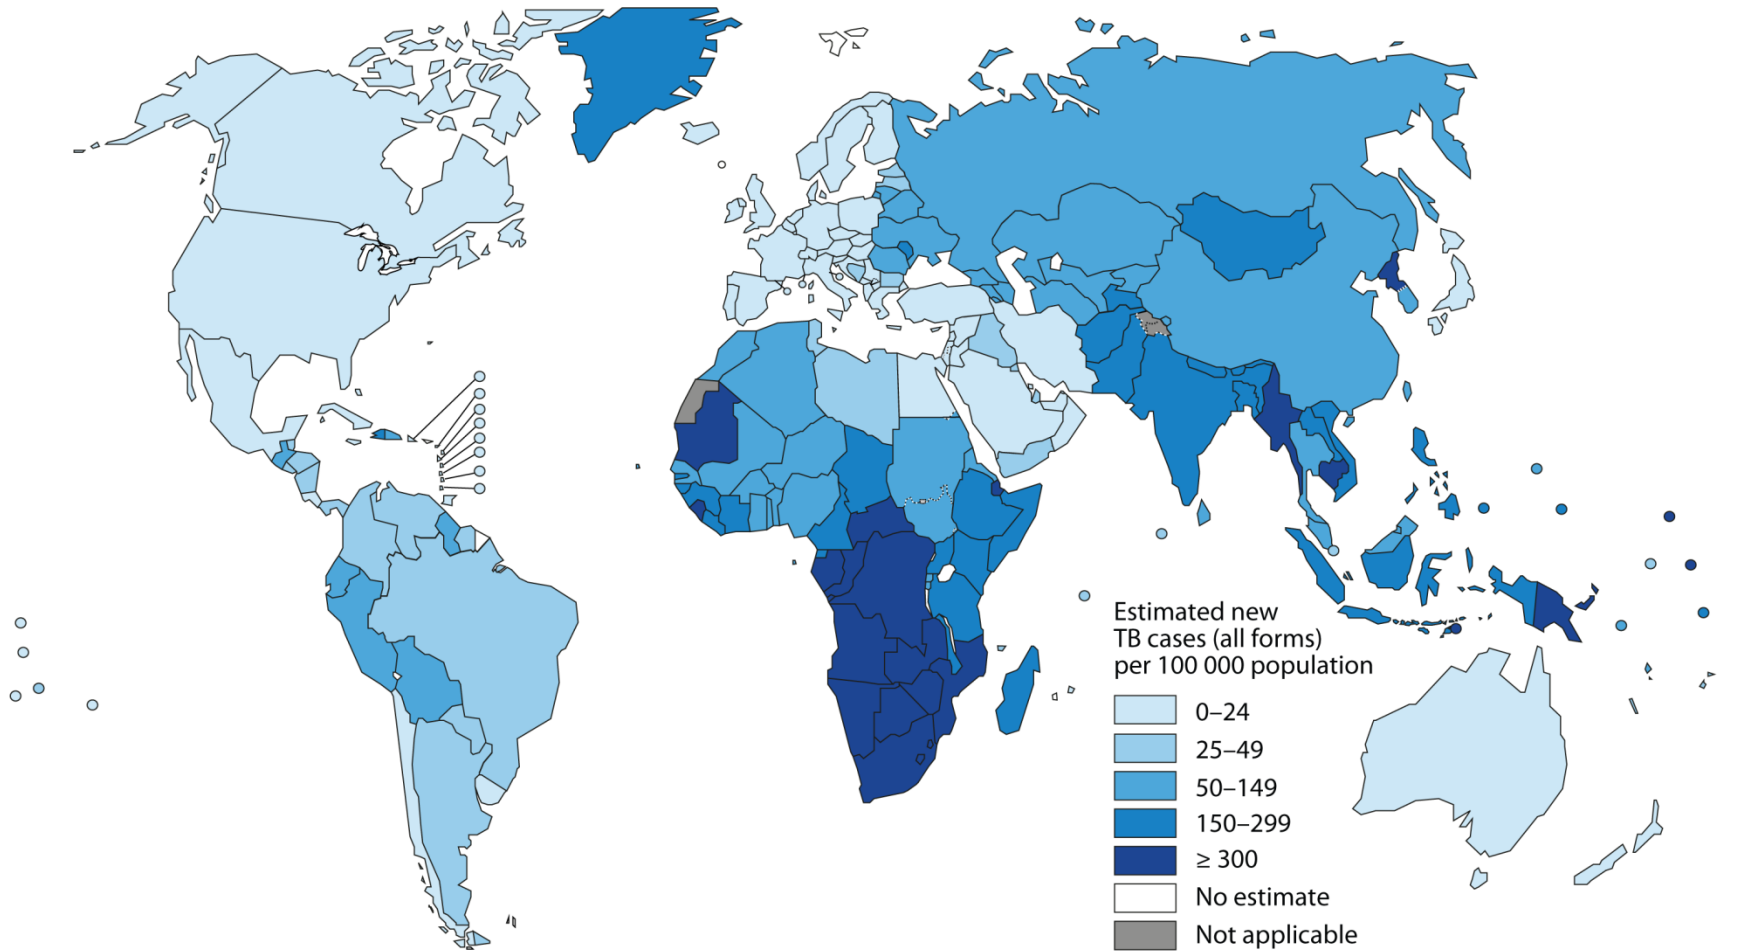 Estimated new
TB cases (all forms)
per 100 000 population
0–24
25–49
50–149
150–299
≥ 300
No estimate
Not applicable